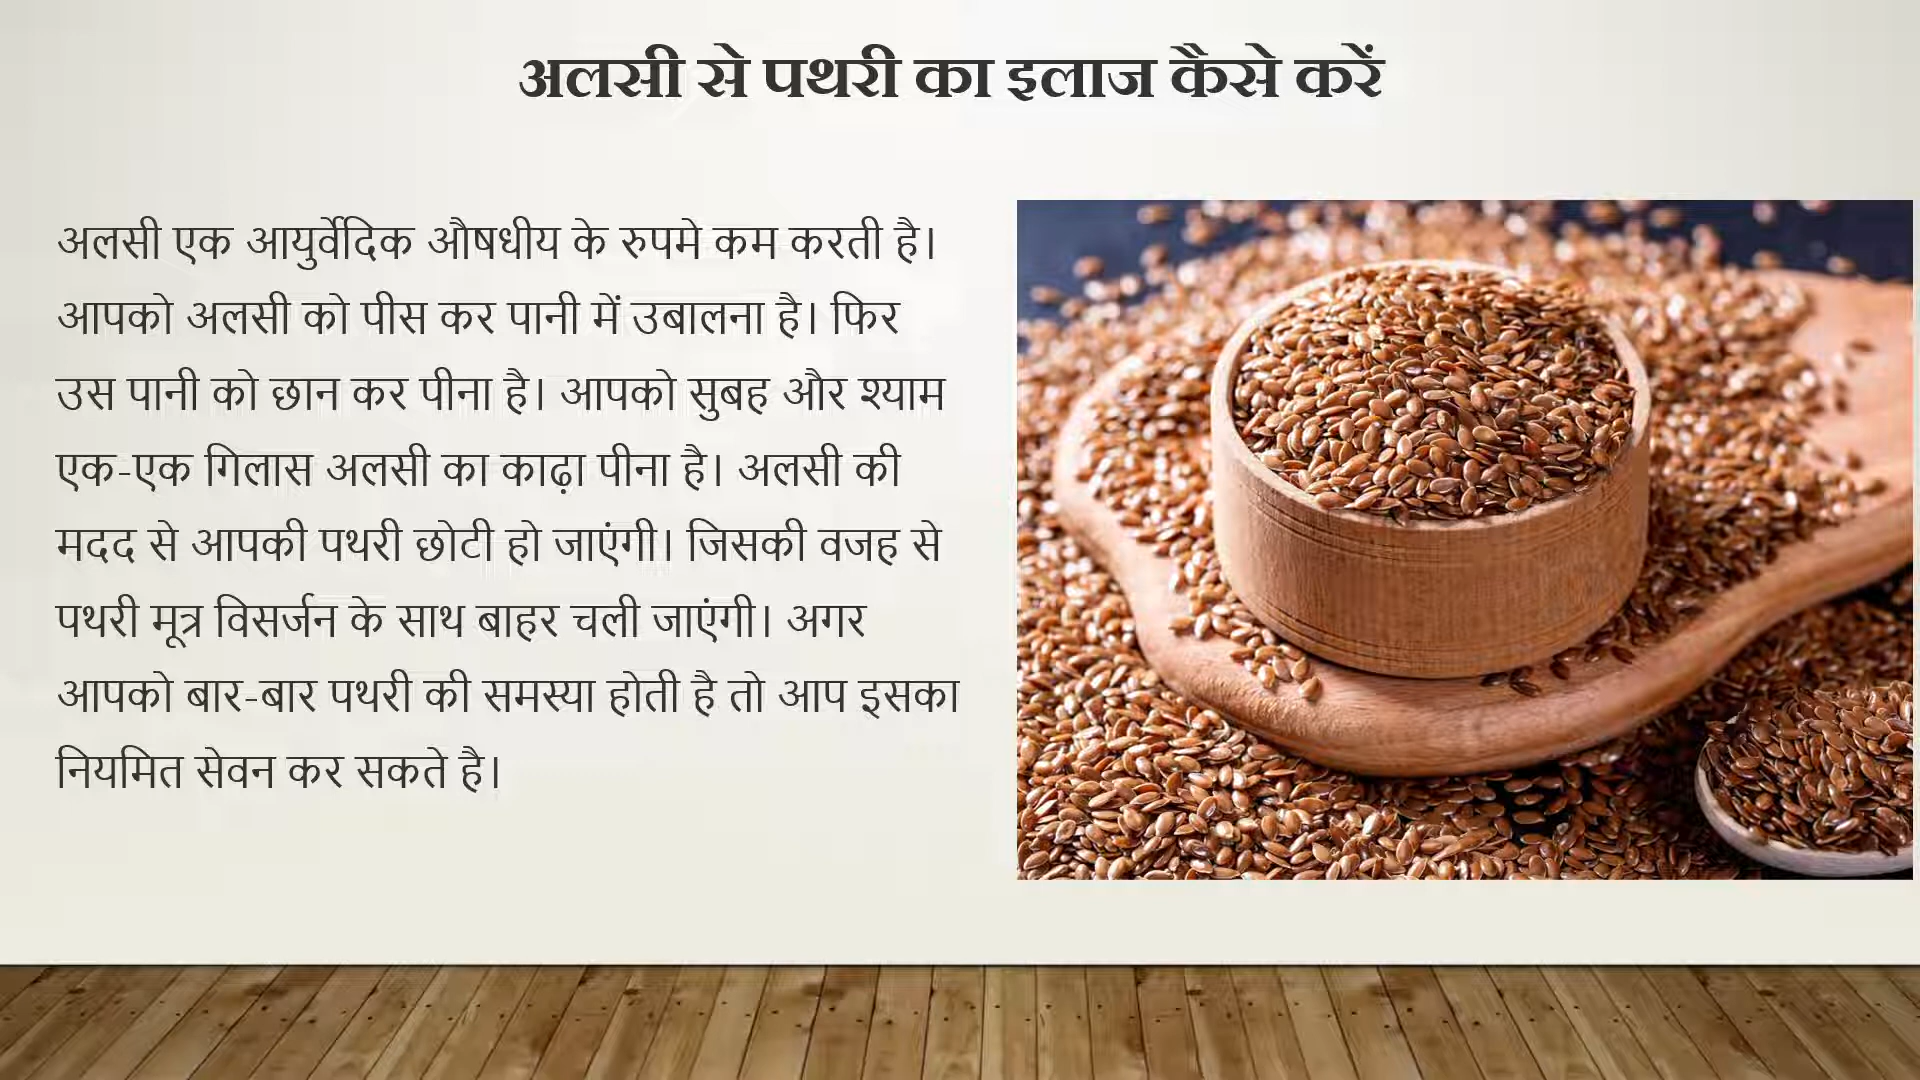 अलसी से पथरी का इलाज कैसे करें
अलसी एक आयुर्वेदिक औषधीय के रुपमे कम करती है।
आपको अलसी को पीस कर पानी में उबालना है। फिर
उस पानी को छान कर पीना है। आपको सुबह और श्याम
एक-एक गिलास अलसी का काढ़ा पीना है। अलसी की
मदद से आपकी पथरी छोटी हो जाएंगी। जिसकी वजह से
पथरी मूत्र विसर्जन के साथ बाहर चली जाएंगी। अगर
आपको बार-बार पथरी की समस्या होती है तो आप इसका
नियमित सेवन कर सकते है।